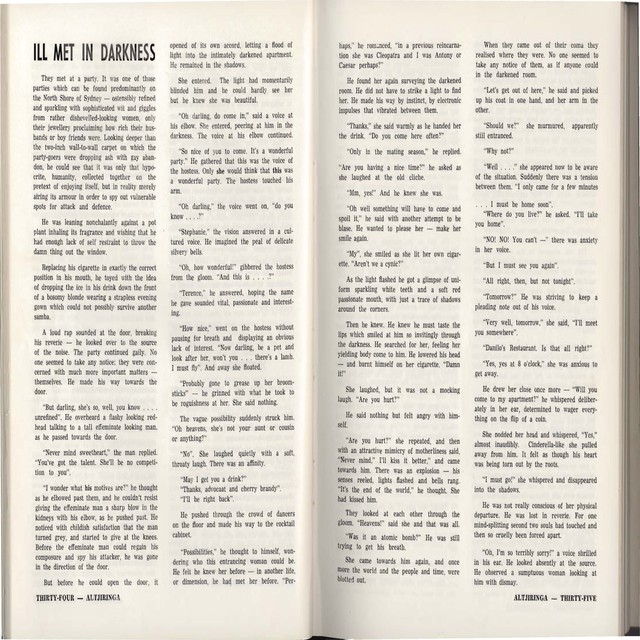 ILL MET IN DARKNESS
They met at a party. It was one of those
parties which can be found predominantly on
the North Shore of Sydney — ostensibly refined
and sparkling with sophisticated wit and giggles
from rather dishevelled-looking women, only
their jewellery proclaiming how rich their hus-
bands or boy friends were. Looking deeper than
the two-inch wall-to-wall carpet on which the
party-goers were dropping ash with gay aban-
don, he could see that it was only that hypo-
crite, humanity, collected together on the
pretext of enjoying itself, but in reality merely
airing its armour in order to spy out vulnerable
spots for attack and defence.
He was leaning nonchalantly against a pot
plant inhaling its fragrance and wishing that he
had enough lack of self restraint to throw the
damn thing out the window.
Replacing his cigarette in exactly the correct
position in his mouth, he toyed with the idea
of dropping the ice in his drink down the front
of a bosomy blonde wearing a strapless evening
gown which could not possibly survive another
samba.
A loud rap sounded at the door, breaking
his reverie — he looked over to the source
of the noise. The party continued gaily. No
one seemed to take any notice; they were con-
cerned with much more important matters —
themselves. He made his way towards the
door.
"But darling, she's so, well, you know . . . .
unrefined". He overheard a flashy looking red-
head talking to a tall effeminate looking man,
as he passed towards the door.
"Never mind sweetheart," the man replied.
"You've got the talent. She'll be no competi-
tion to you".
"I wonder what his motives are?" he thought
as he elbowed past them, and he couldn't resist
giving the effeminate man a sharp blow in the
kidneys with his elbow, as he pushed past. He
noticed with childish satisfaction that the man
turned grey, and started to give at the knees.
Before the effeminate man could regain his
composure and spy his attacker, he was gone
in the direction of the door.
But before he could open the door, it
THIRTY-FOUR — ALTJIRINGA
opened of its own accord, letting a flood of
light into the intimately darkened apartment.
He remained in the shadows.
She entered. The light had momentarily
blinded him and he could hardly see her
but he knew she was beautiful.
"Oh darling, do come in," said a voice at
his elbow. She entered, peering at him in the
darkness. The voice at his elbow continued.
"So nice of you to come. It's a wonderful
party." He gathered that this was the voice of
the hostess. Only she would think that this was
a wonderful party. The hostess touched his
arm.
"Oh darling," the voice went on, "do you
know . . . .?"
"Stephanie," the vision answered in a cul-
tured voice. He imagined the peal of delicate
silvery bells.
"Oh, how wonderful!" gibbered the hostess
from the gloom. "And this is . . . .?"
"Terence," he answered, hoping the name
he gave sounded vital, passionate and interest-
ing.
"How nice," went on the hostess without
pausing for breath and displaying an obvious
lack of interest. "Now darling, be a pet and
look after her, won't you . . . there's a lamb.
I must fly". And away she floated.
"Probably gone to grease up her broom-
sticks" — he grinned with what he took to
be roguishness at her. She said nothing.
The vague possibility suddenly struck him.
"Oh heavens, she's not your aunt or cousin
or anything?"
"No". She laughed quietly with a soft,
throaty laugh. There was an affinity.
"May I get you a drink?"
"Thanks, advocaat and cherry brandy".
"I'll be right back".
He pushed through the crowd of dancers
on the floor and made his way to the cocktail
cabinet.
"Possibilities," he thought to himself, won-
dering who this entrancing woman could be.
He felt he knew her before — in another life,
or dimension, he had met her before. "Per-
haps," he romanced, "in a previous reincarna-
tion she was Cleopatra and I was Antony or
Caesar perhaps?"
He found her again surveying the darkened
room. He did not have to strike a light to find
her. He made his way by instinct, by electronic
impulses that vibrated between them.
"Thanks," she said warmly as he handed her
the drink. "Do you come here often?"
"Only in the mating season," he replied.
"Are you having a nice time?" he asked as
she laughed at the old cliche.
"Mm, yes!" And he knew she was.
"Oh well something will have to come and
spoil it," he said with another attempt to be
blase. He wanted to please her — make her
smile again.
"My", she smiled as she lit her own cigar-
ette. "Aren't we a cynic?"
As the light flashed he got a glimpse of uni-
form sparkling white teeth and a soft red
passionate mouth, with just a trace of shadows
around the corners.
Then he knew. He knew he must taste the
lips which smiled at him so invitingly through
the darkness. He searched for her, feeling her
yielding body come to him. He lowered his head
— and burnt himself on her cigarette, "Damn
it!"
She laughed, but it was not a mocking
laugh. "Are you hurt?"
He said nothing but felt angry with him-
self.
"Are you hurt?" she repeated, and then
with an attractive mimicry of motherliness said,
"Never mind," I'll kiss it better," and came
towards him. There was an explosion — his
senses reeled, lights flashed and bells rang.
"It's the end of the world," he thought. She
had kissed him.
They looked at each other through the
gloom. "Heavens!" said she and that was all.
"Was it an atomic bomb?" He was still
trying to get his breath.
She came towards him again, and once
more the world and the people and time, were
blotted out.
When they came out of their coma they
realised where they were. No one seemed to
take any notice of them, as if anyone could
in the darkened room.
"Let's get out of here," he said and picked
up his coat in one hand, and her arm in the
other.
"Should we?" she murmured, apparently
still entranced.
"Why not?"
"Well . . . ." she appeared now to be aware
of the situation. Suddenly there was a tension
between them, "I only came for a few minutes
. . . . I must be home soon".
"Where do you live?" he asked. "I'll take
you home".
"NO! NO! You can't —" there was anxiety
in her voice.
"But I must see you again".
"All right, then, but not tonight".
"Tomorrow?" He was striving to keep a
pleading note out of his voice.
"Very well, tomorrow," she said, "I'll meet
you somewhere".
"Danilo's Restaurant. Is that all right?"
"Yes, yes at 8 o'clock," she was anxious to
get away.
He drew her close once more — "Will you
come to my apartment?" he whispered deliber-
ately in her ear, determined to wager every-
thing on the flip of a coin.
She nodded her head and whispered, "Yes,"
almost inaudibly. Cinderella-like she pulled
away from him. It felt as though his heart
was being torn out by the roots.
"I must go!" she whispered and disappeared
into the shadows.
He was not really conscious of her physical
departure. He was lost in reverie. For one
mind-splitting second two souls had touched and
then so cruelly been forced apart.
"Oh, I'm so terribly sorry!" a voice shrilled
in his ear. He looked absently at the source.
He observed a sumptuous woman looking at
him with dismay.
ALTJIRINGA — THIRTY-FIVE